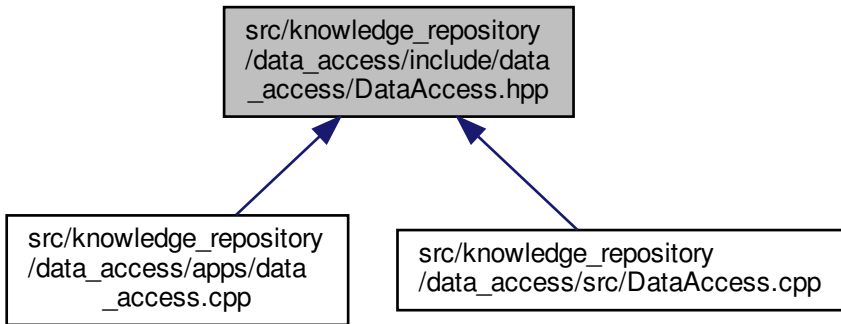 src/knowledge_repository
/data_access/include/data
_access/DataAccess.hpp
src/knowledge_repository
/data_access/apps/data
_access.cpp
src/knowledge_repository
/data_access/src/DataAccess.cpp